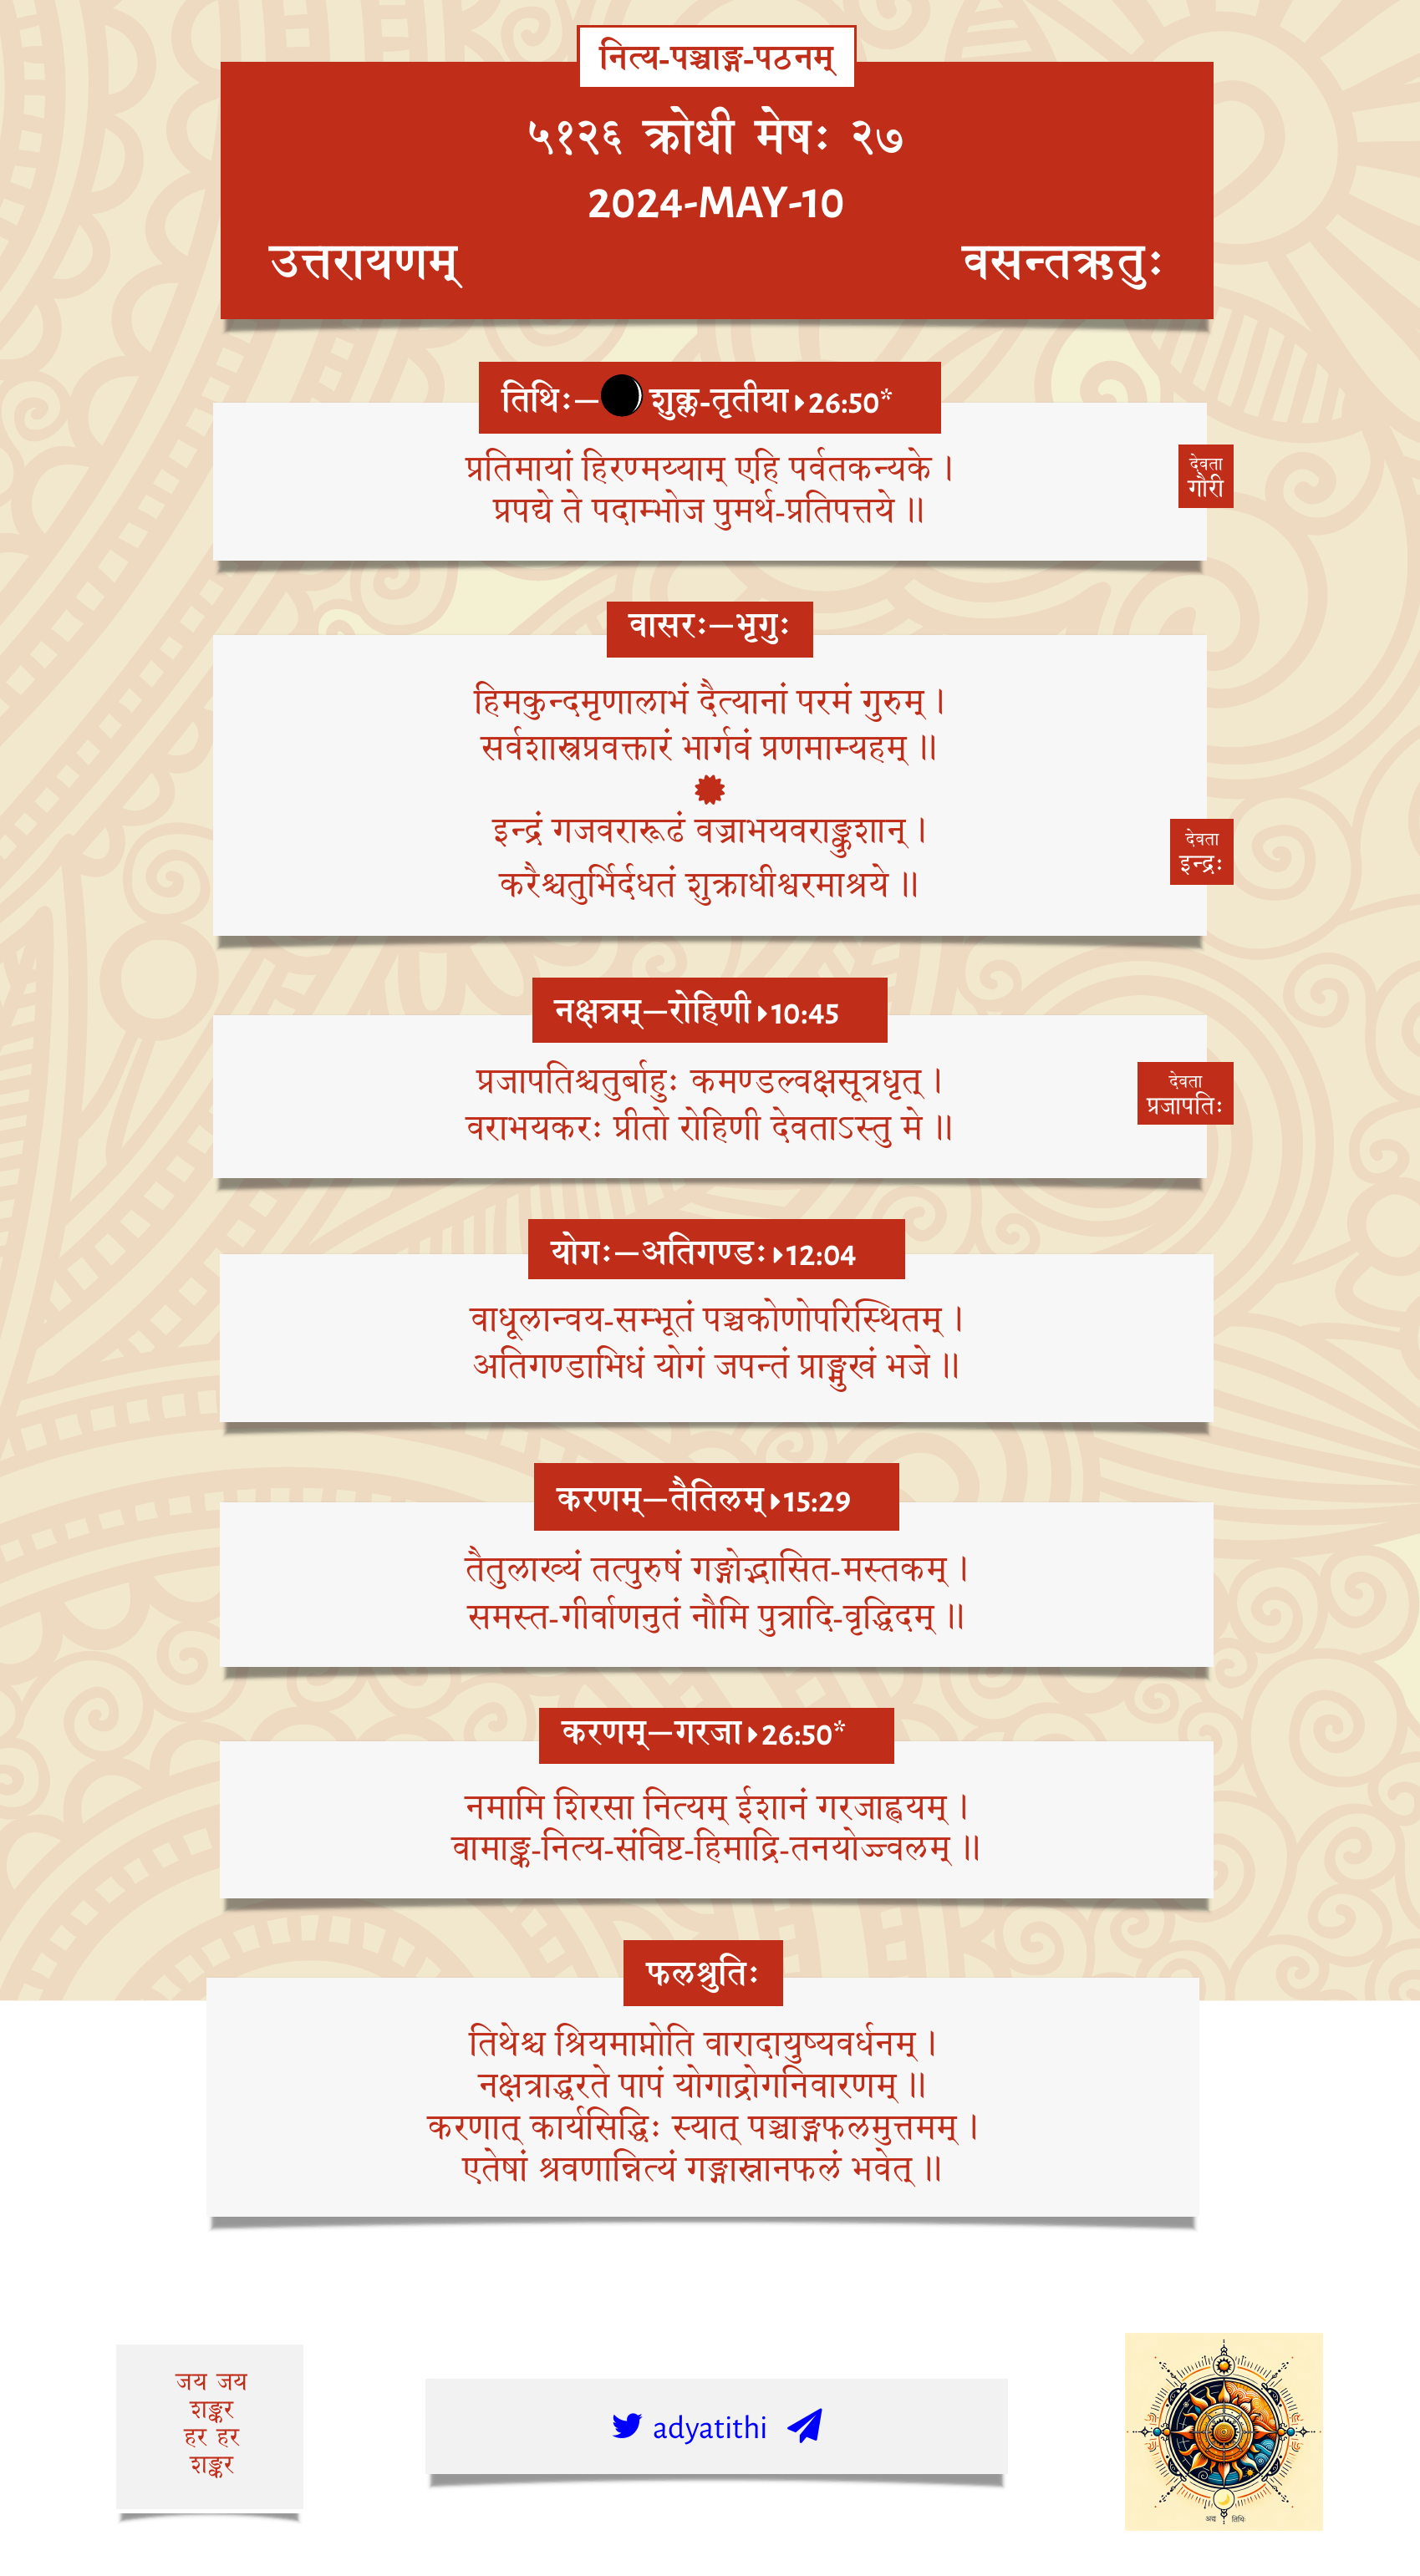 नित्य-पञ्चाङ्ग-पठनम्
५१२६ क्रोधी मेषः २७
2024-MAY-10
उत्तरायणम् वसन्तऋतुः
तिथिः— शुक्ल-तृतीया 26:50*
प्रतिमायां हिरण्मय्याम् एहि पर्वतकन्यके ।
प्रपद्ये ते पदाम्भोज पुमर्थ-प्रतिपत्तये ॥
देवता
गौरी
वासरः—भृगुः
हिमकुन्दमृणालाभं दैत्यानां परमं गुरुम् ।
सर्वशास्त्रप्रवक्तारं भार्गवं प्रणमाम्यहम् ॥
इन्द्रं गजवरारूढं वज्राभयवराङ्कुशान् ।
करैश्चतुर्भिर्दधतं शुक्राधीश्वरमाश्रये ॥
देवता
इन्द्रः
नक्षत्रम्—रोहिणी 10:45
प्रजापतिश्चतुर्बाहुः कमण्डल्वक्षसूत्रधृत् ।
वराभयकरः प्रीतो रोहिणी देवताऽस्तु मे ॥
देवता
प्रजापतिः
योगः—अतिगण्डः 12:04
वाधूलान्वय-सम्भूतं पञ्चकोणोपरिस्थितम् ।
अतिगण्डाभिधं योगं जपन्तं प्राङ्मुखं भजे ॥
करणम्—तैतिलम् 15:29
तैतुलाख्यं तत्पुरुषं गङ्गोद्भासित-मस्तकम् ।
समस्त-गीर्वाणनुतं नौमि पुत्रादि-वृद्धिदम् ॥
करणम्—गरजा 26:50*
नमामि शिरसा नित्यम् ईशानं गरजाह्वयम् ।
वामाङ्क-नित्य-संविष्ट-हिमाद्रि-तनयोज्ज्वलम् ॥
फलश्रुतिः
तिथेश्च श्रियमाप्नोति वारादायुष्यवर्धनम् ।
नक्षत्राद्धरते पापं योगाद्रोगनिवारणम् ॥
करणात् कार्यसिद्धिः स्यात् पञ्चाङ्गफलमुत्तमम् ।
एतेषां श्रवणान्नित्यं गङ्गास्नानफलं भवेत् ॥
जय जय
शङ्कर
हर हर
शङ्कर
adyatithi
अद्य तिथिः